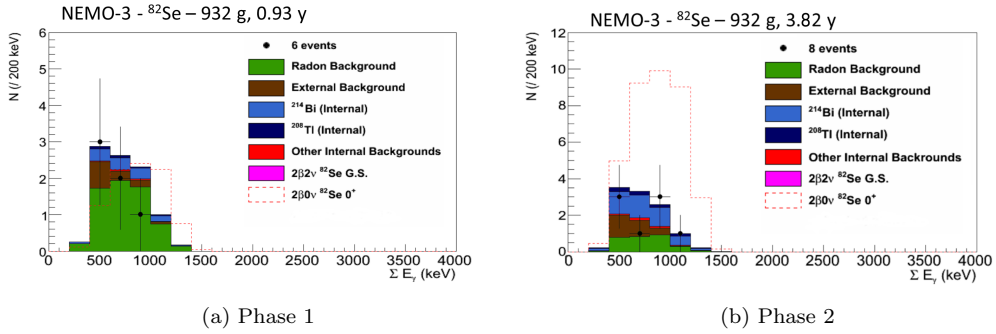 NEMO-3 - ⁸²Se – 932 g, 0.93 y
N (/ 200 keV)
6
5
4
3
2
1
0
6 events
Radon Background
External Background
²¹⁴Bi (Internal)
²⁰⁸Tl (Internal)
Other Internal Backgrounds
2β2ν ⁸²Se G.S.
2β0ν ⁸²Se 0⁺
0 500 1000 1500 2000 2500 3000 3500 4000
Σ Eᵧ (keV)
(a) Phase 1
NEMO-3 - ⁸²Se – 932 g, 3.82 y
N (/ 200 keV)
12
10
8
6
4
2
0
8 events
Radon Background
External Background
²¹⁴Bi (Internal)
²⁰⁸Tl (Internal)
Other Internal Backrounds
2β2ν ⁸²Se G.S.
2β0ν ⁸²Se 0⁺
0 500 1000 1500 2000 2500 3000 3500 4000
Σ Eᵧ (keV)
(b) Phase 2